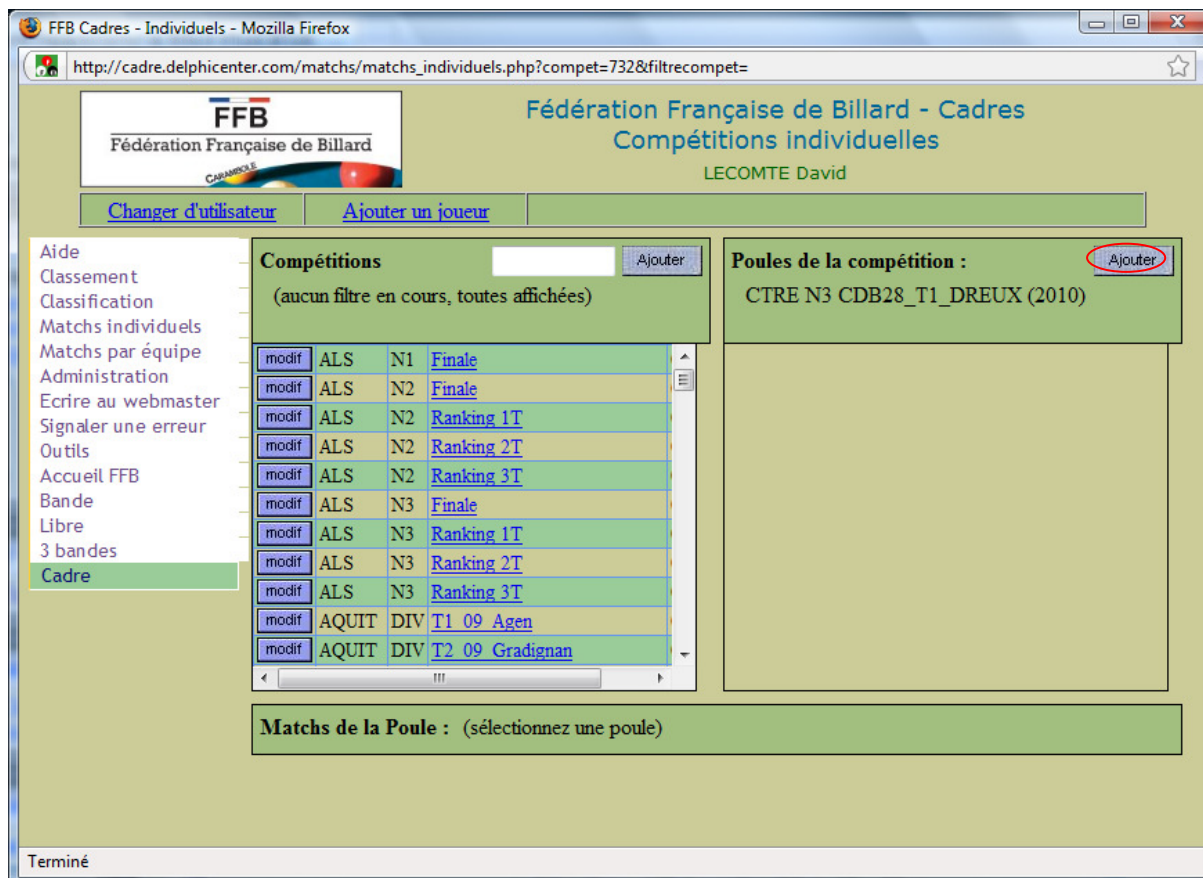 FFB Cadres - Individuels - Mozilla Firefox
http://cadre.delphicenter.com/matchs/matchs_individuels.php?compet=732&filtrecompet=
FFB
Fédération Française de Billard
CARAMBOLE
Fédération Française de Billard - Cadres
Compétitions individuelles
LECOMTE David
Changer d'utilisateur Ajouter un joueur
Aide
Classement
Classification
Matchs individuels
Matchs par équipe
Administration
Ecrire au webmaster
Signaler une erreur
Outils
Accueil FFB
Bande
Libre
3 bandes
Cadre
Compétitions Ajouter
(aucun filtre en cours, toutes affichées)
modif ALS N1 Finale
modif ALS N2 Finale
modif ALS N2 Ranking 1T
modif ALS N2 Ranking 2T
modif ALS N2 Ranking 3T
modif ALS N3 Finale
modif ALS N3 Ranking 1T
modif ALS N3 Ranking 2T
modif ALS N3 Ranking 3T
modif AQUIT DIV T1_09_Agen
modif AQUIT DIV T2_09_Gradignan
Poules de la compétition : Ajouter
CTRE N3 CDB28_T1_DREUX (2010)
Matchs de la Poule : (sélectionnez une poule)
Terminé